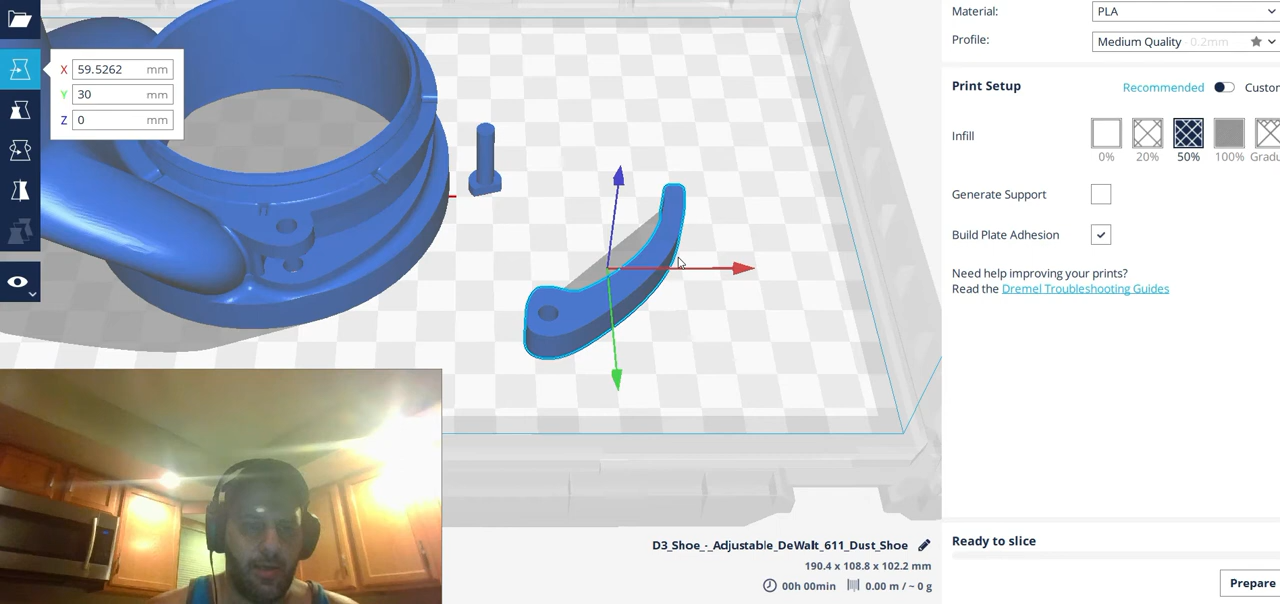 X 59.5262 mm
Y 30 mm
Z 0 mm
Material: PLA
Profile: Medium Quality - 0.2mm
Print Setup Recommended
Infill
0% 20% 50% 100%
Generate Support
Build Plate Adhesion
Need help improving your prints?
Read the Dremel Troubleshooting Guides
Ready to slice
Prepare
D3_Shoe_-_Adjustable_DeWalt_611_Dust_Shoe
190.4 x 108.8 x 102.2 mm
00h 00min 0.00 m / ~ 0 g